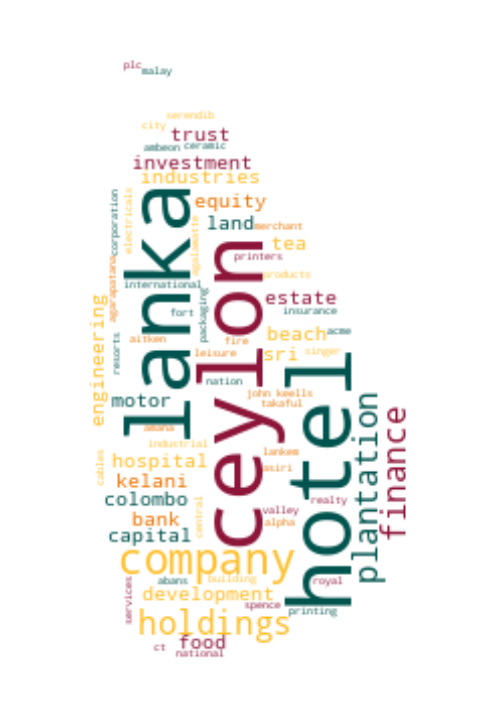 plc
malay
serendib
city
trust
ambeon
ceramic
investment
industries
lanka
equity
corporation
electricals
agalawatte
land
merchant
tea
printers
ceylon
agarapatana
products
international
estate
packaging
fort
insurance
engineering
beach
acme
resorts
aitken
fire
leisure
sri
singer
hotel
nation
john keells
takaful
motor
plantation
finance
amana
industrial
lankem
hospital
asiri
cables
kelani
colombo
realty
central
valley
bank
alpha
capital
company
services
abans
building
royal
development
spence
printing
holdings
food
ct
national